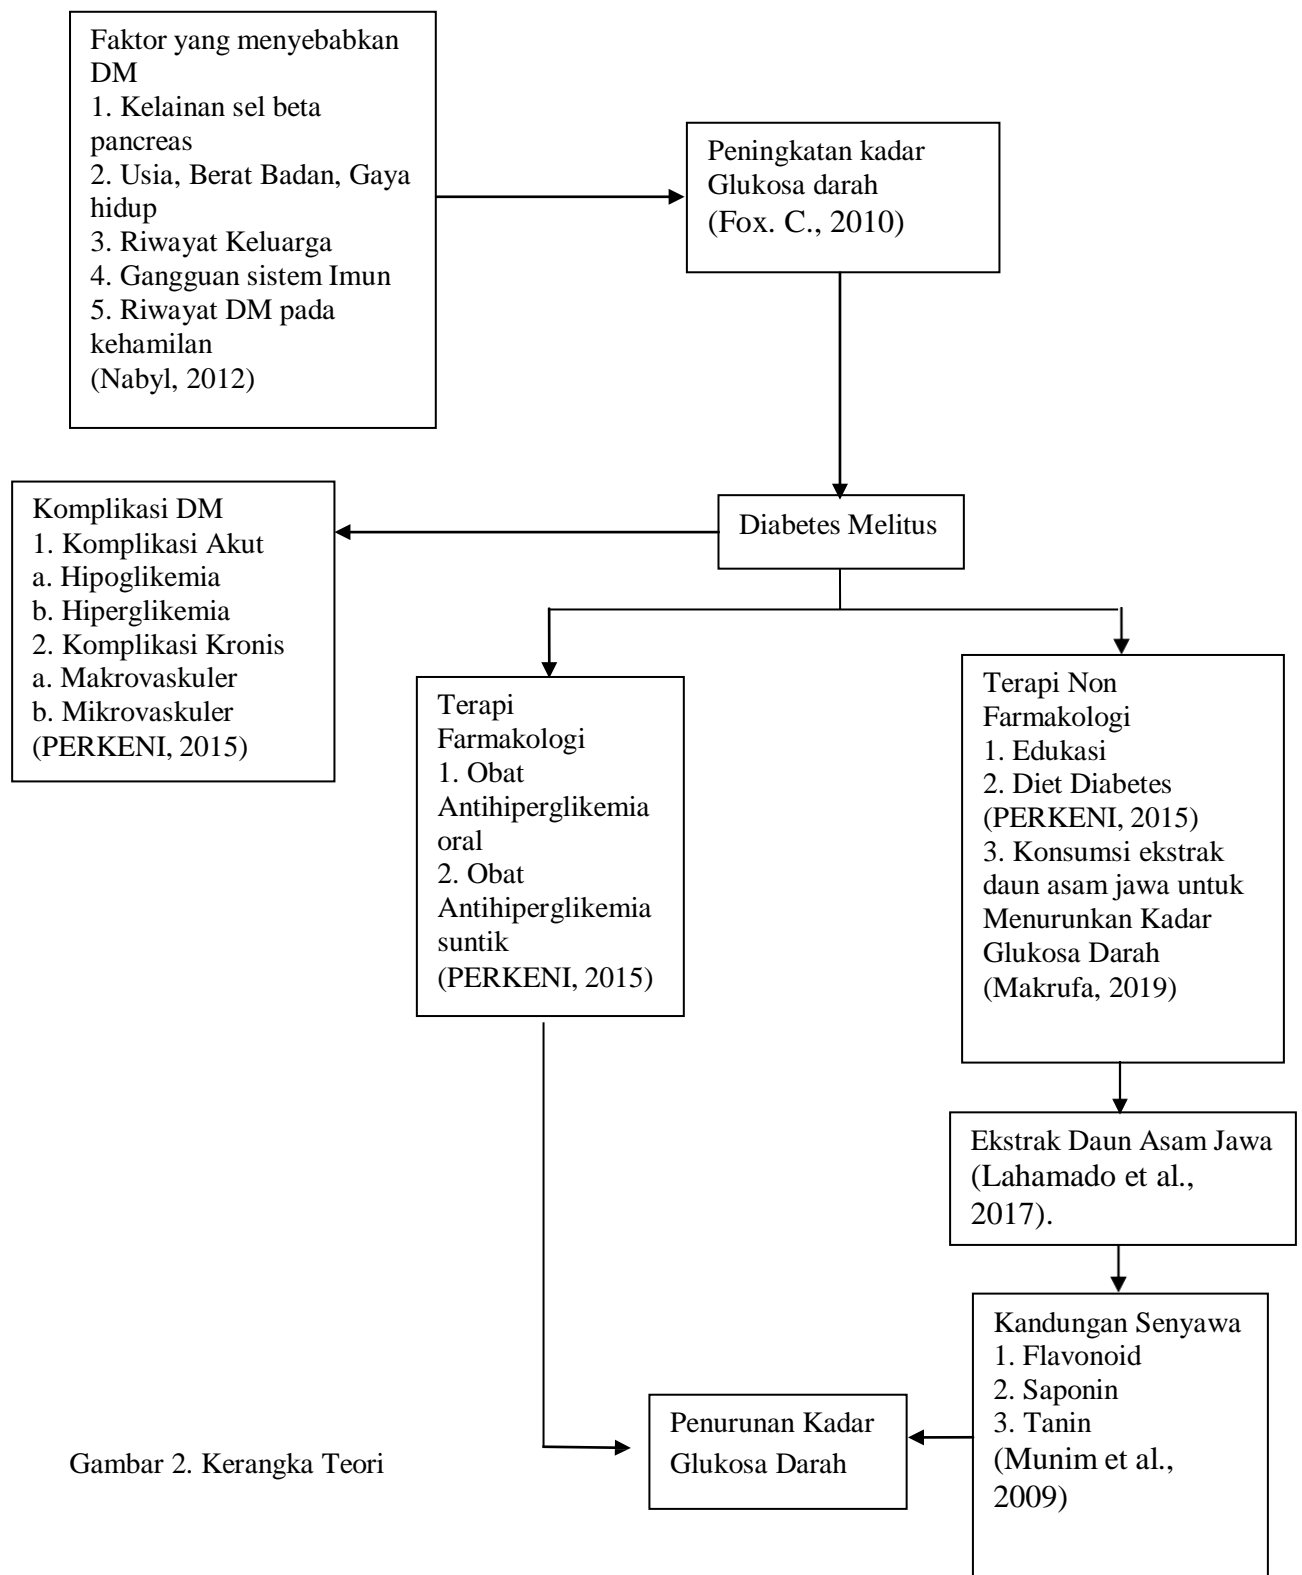 Faktor yang menyebabkan
DM
1. Kelainan sel beta
pancreas
2. Usia, Berat Badan, Gaya
hidup
3. Riwayat Keluarga
4. Gangguan sistem Imun
5. Riwayat DM pada
kehamilan
(Nabyl, 2012)
Peningkatan kadar
Glukosa darah
(Fox. C., 2010)
Komplikasi DM
1. Komplikasi Akut
a. Hipoglikemia
b. Hiperglikemia
2. Komplikasi Kronis
a. Makrovaskuler
b. Mikrovaskuler
(PERKENI, 2015)
Diabetes Melitus
Terapi
Farmakologi
1. Obat
Antihiperglikemia
oral
2. Obat
Antihiperglikemia
suntik
(PERKENI, 2015)
Terapi Non
Farmakologi
1. Edukasi
2. Diet Diabetes
(PERKENI, 2015)
3. Konsumsi ekstrak
daun asam jawa untuk
Menurunkan Kadar
Glukosa Darah
(Makrufa, 2019)
Ekstrak Daun Asam Jawa
(Lahamado et al.,
2017).
Kandungan Senyawa
1. Flavonoid
2. Saponin
3. Tanin
(Munim et al.,
2009)
Penurunan Kadar
Glukosa Darah
Gambar 2. Kerangka Teori